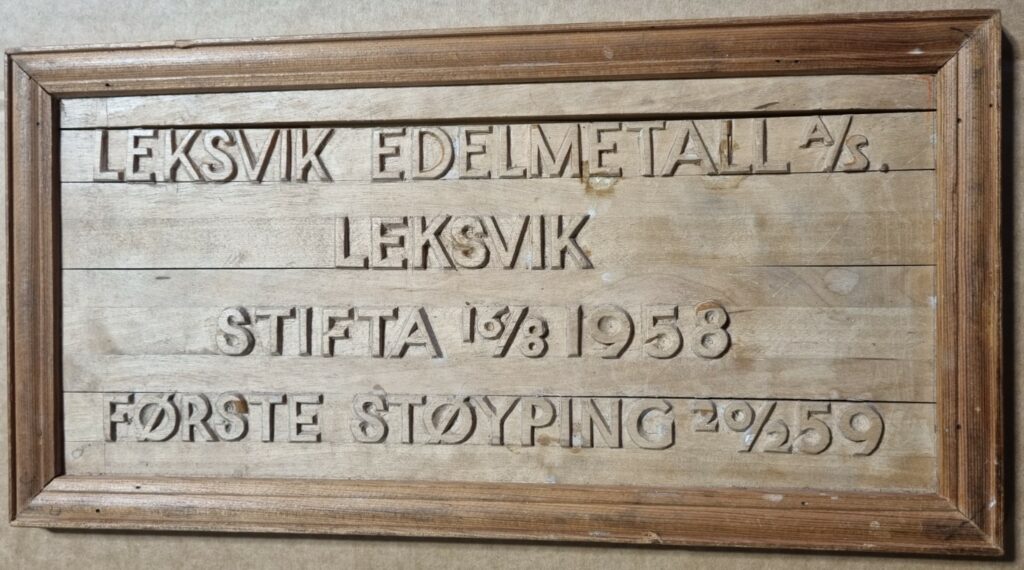 LEKSVIK EDELMETALL A/S.
LEKSVIK
STIFTA 16/8 1958
FØRSTE STØYPING 20/2 59